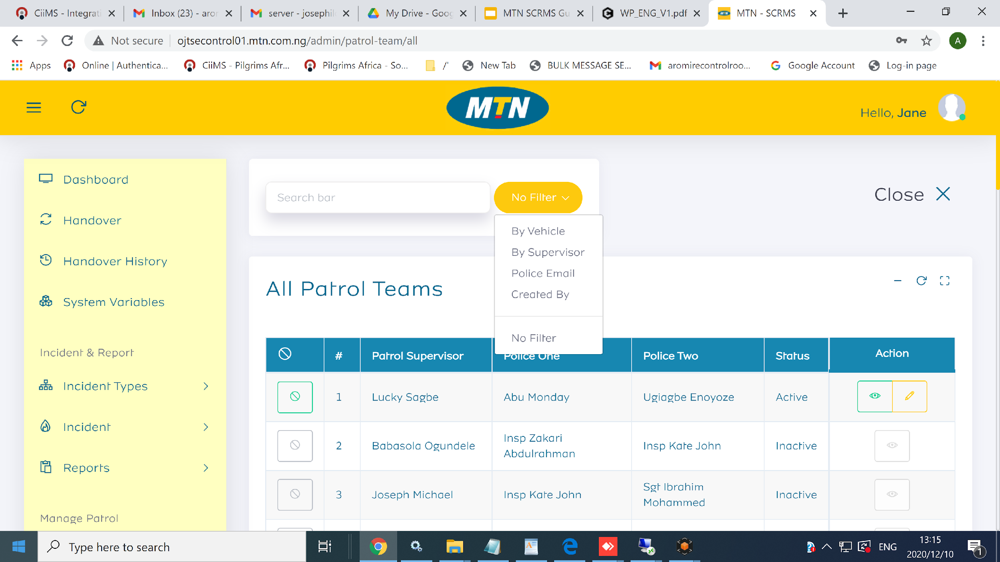 CiiMS - Integrati
Inbox (23) - aror
server - josephil
My Drive - Goog
MTN SCRMS Gu
WP_ENG_V1.pdf
MTN - SCRMS
Not secure
ojtsecontrol01.mtn.com.ng/admin/patrol-team/all
A
Apps
Online | Authentica...
CiiMS - Pilgrims Afr...
Pilgrims Africa - So...
/'
New Tab
BULK MESSAGE SE...
aromirecontrolroo...
Google Account
Log-in page
MTN
Hello, Jane
Dashboard
Handover
Handover History
System Variables
Incident & Report
Incident Types
Incident
Reports
Manage Patrol
Search bar
No Filter
By Vehicle
By Supervisor
Police Email
Created By
No Filter
Close
All Patrol Teams
# Patrol Supervisor Police One Police Two Status Action
1 Lucky Sagbe Abu Monday Ugiagbe Enoyoze Active
2 Babasola Ogundele Insp Zakari Abdulrahman Insp Kate John Inactive
3 Joseph Michael Insp Kate John Sgt Ibrahim Mohammed Inactive
Type here to search
ENG
13:15
2020/12/10
1